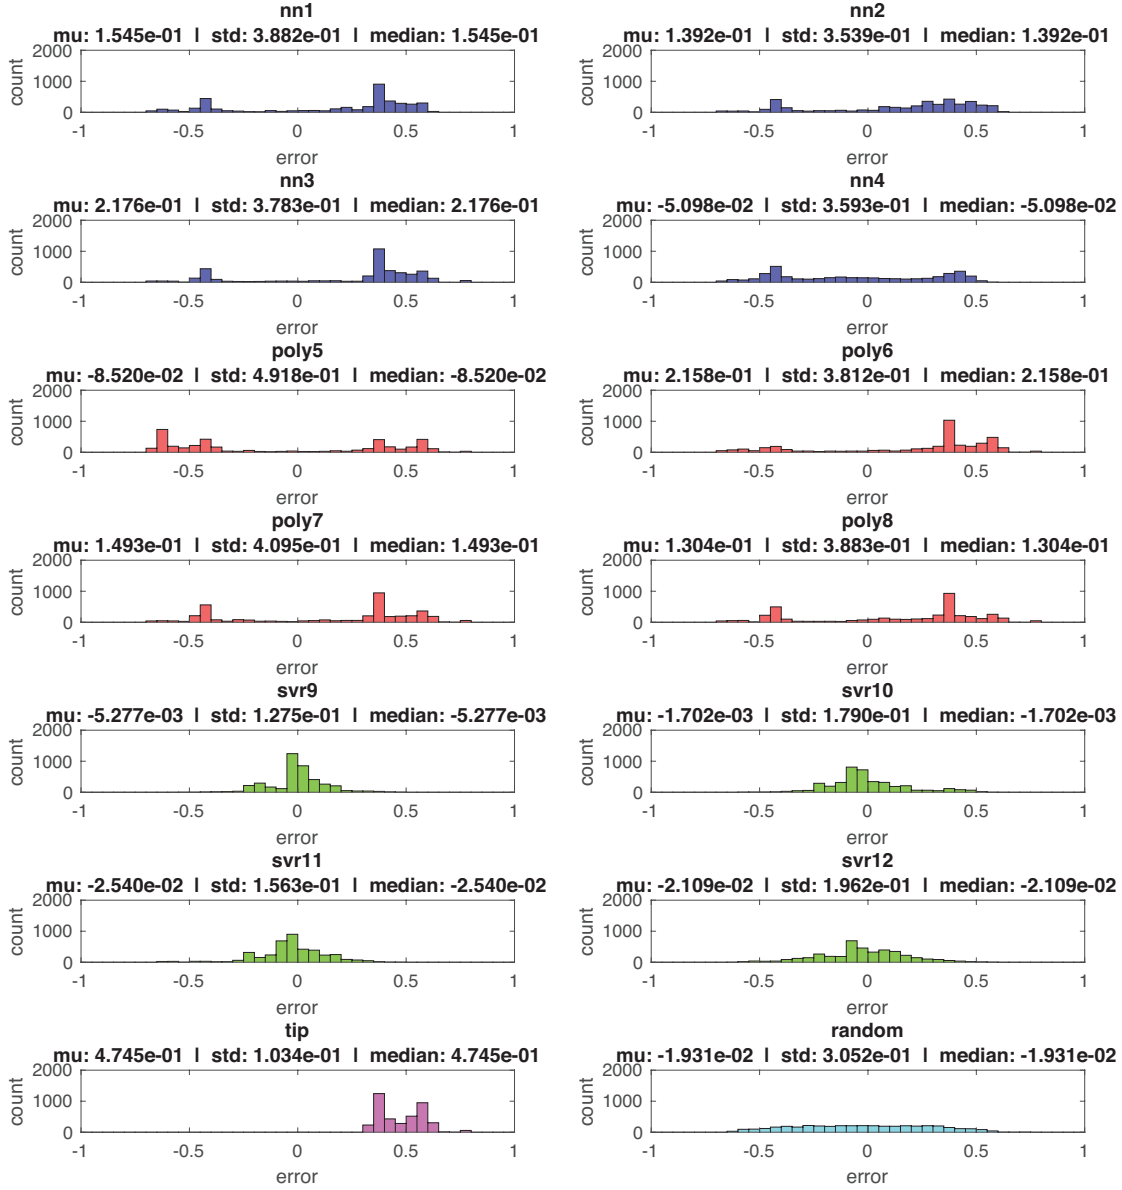 nn1
mu: 1.545e-01 | std: 3.882e-01 | median: 1.545e-01
2000
1000
0
count
-1 -0.5 0 0.5 1
error
nn2
mu: 1.392e-01 | std: 3.539e-01 | median: 1.392e-01
2000
1000
0
count
-1 -0.5 0 0.5 1
error
nn3
mu: 2.176e-01 | std: 3.783e-01 | median: 2.176e-01
2000
1000
0
count
-1 -0.5 0 0.5 1
error
nn4
mu: -5.098e-02 | std: 3.593e-01 | median: -5.098e-02
2000
1000
0
count
-1 -0.5 0 0.5 1
error
poly5
mu: -8.520e-02 | std: 4.918e-01 | median: -8.520e-02
2000
1000
0
count
-1 -0.5 0 0.5 1
error
poly6
mu: 2.158e-01 | std: 3.812e-01 | median: 2.158e-01
2000
1000
0
count
-1 -0.5 0 0.5 1
error
poly7
mu: 1.493e-01 | std: 4.095e-01 | median: 1.493e-01
2000
1000
0
count
-1 -0.5 0 0.5 1
error
poly8
mu: 1.304e-01 | std: 3.883e-01 | median: 1.304e-01
2000
1000
0
count
-1 -0.5 0 0.5 1
error
svr9
mu: -5.277e-03 | std: 1.275e-01 | median: -5.277e-03
2000
1000
0
count
-1 -0.5 0 0.5 1
error
svr10
mu: -1.702e-03 | std: 1.790e-01 | median: -1.702e-03
2000
1000
0
count
-1 -0.5 0 0.5 1
error
svr11
mu: -2.540e-02 | std: 1.563e-01 | median: -2.540e-02
2000
1000
0
count
-1 -0.5 0 0.5 1
error
svr12
mu: -2.109e-02 | std: 1.962e-01 | median: -2.109e-02
2000
1000
0
count
-1 -0.5 0 0.5 1
error
tip
mu: 4.745e-01 | std: 1.034e-01 | median: 4.745e-01
2000
1000
0
count
-1 -0.5 0 0.5 1
error
random
mu: -1.931e-02 | std: 3.052e-01 | median: -1.931e-02
2000
1000
0
count
-1 -0.5 0 0.5 1
error